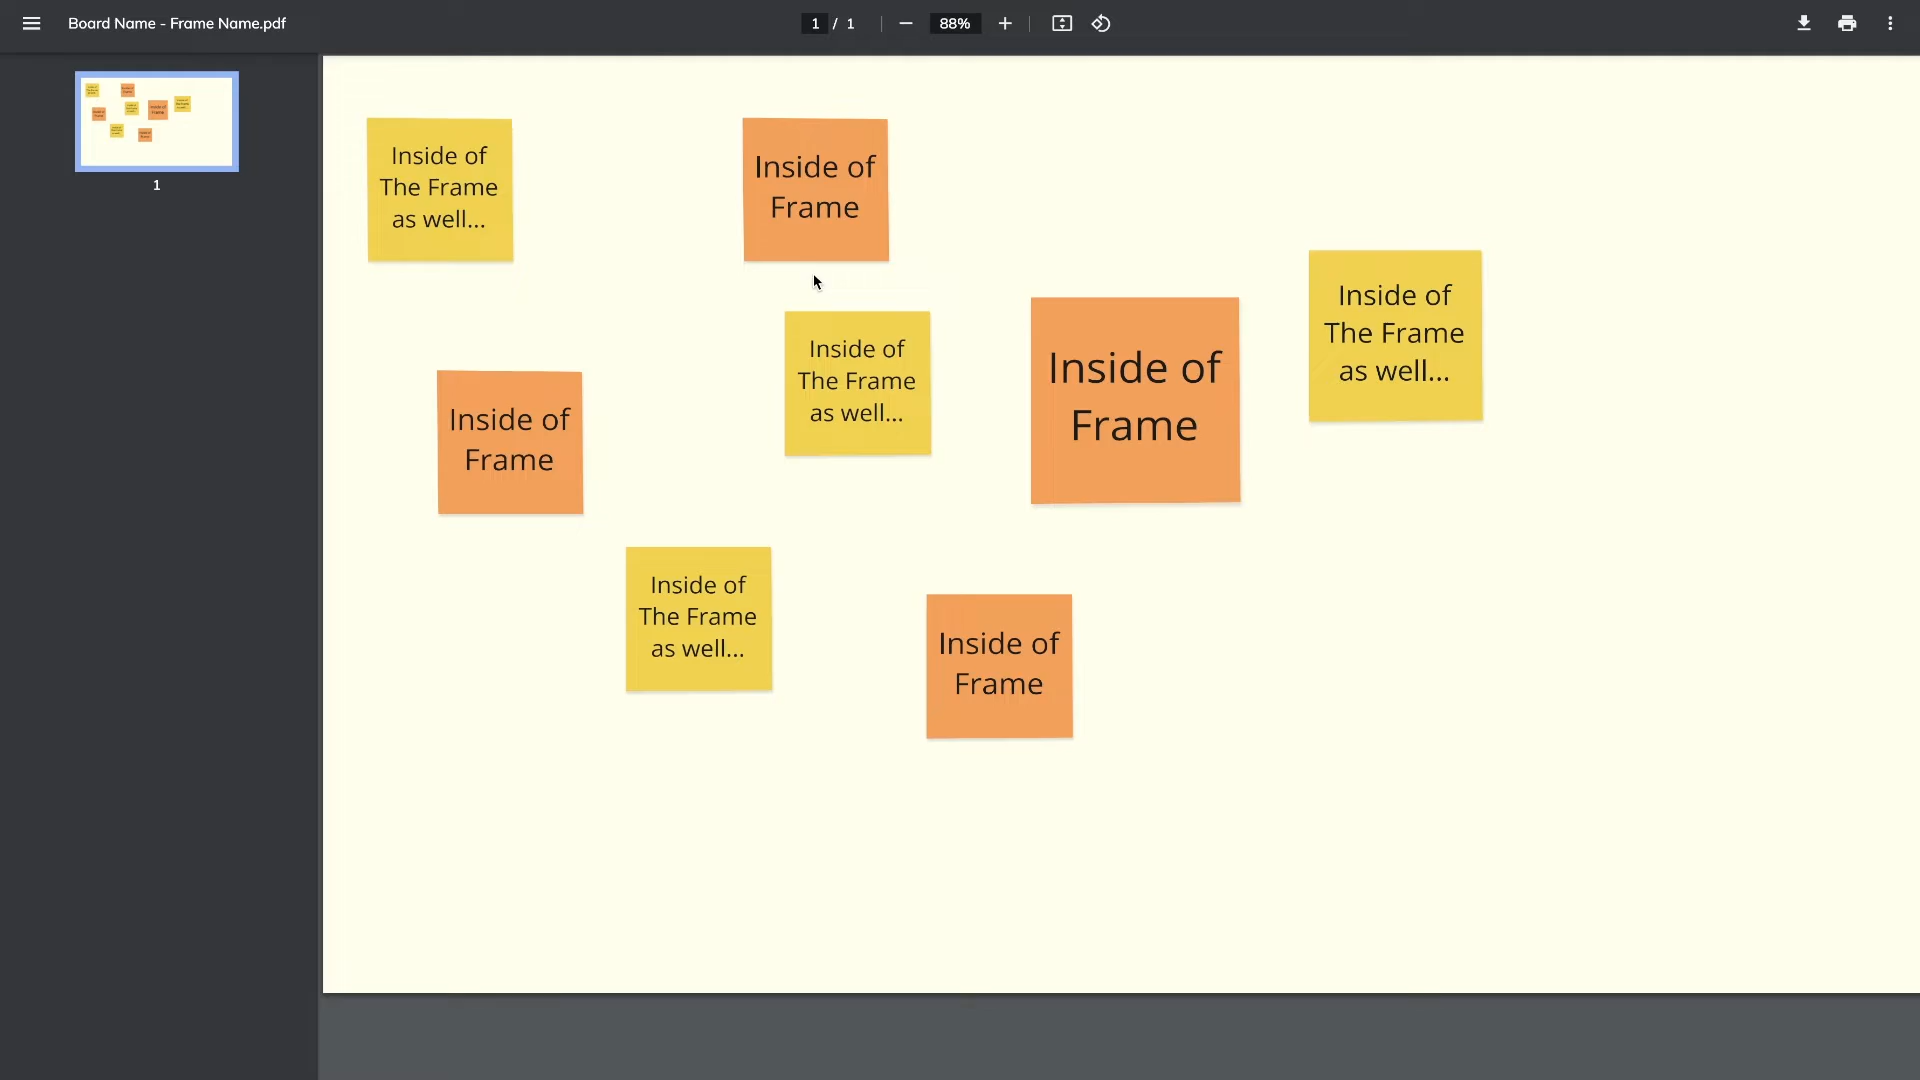 Board Name - Frame Name.pdf
1 / 1
88%
1
Inside of
The Frame
as well...
Inside of
Frame
Inside of
The Frame
as well...
Inside of
Frame
Inside of
The Frame
as well...
Inside of
Frame
Inside of
The Frame
as well...
Inside of
Frame